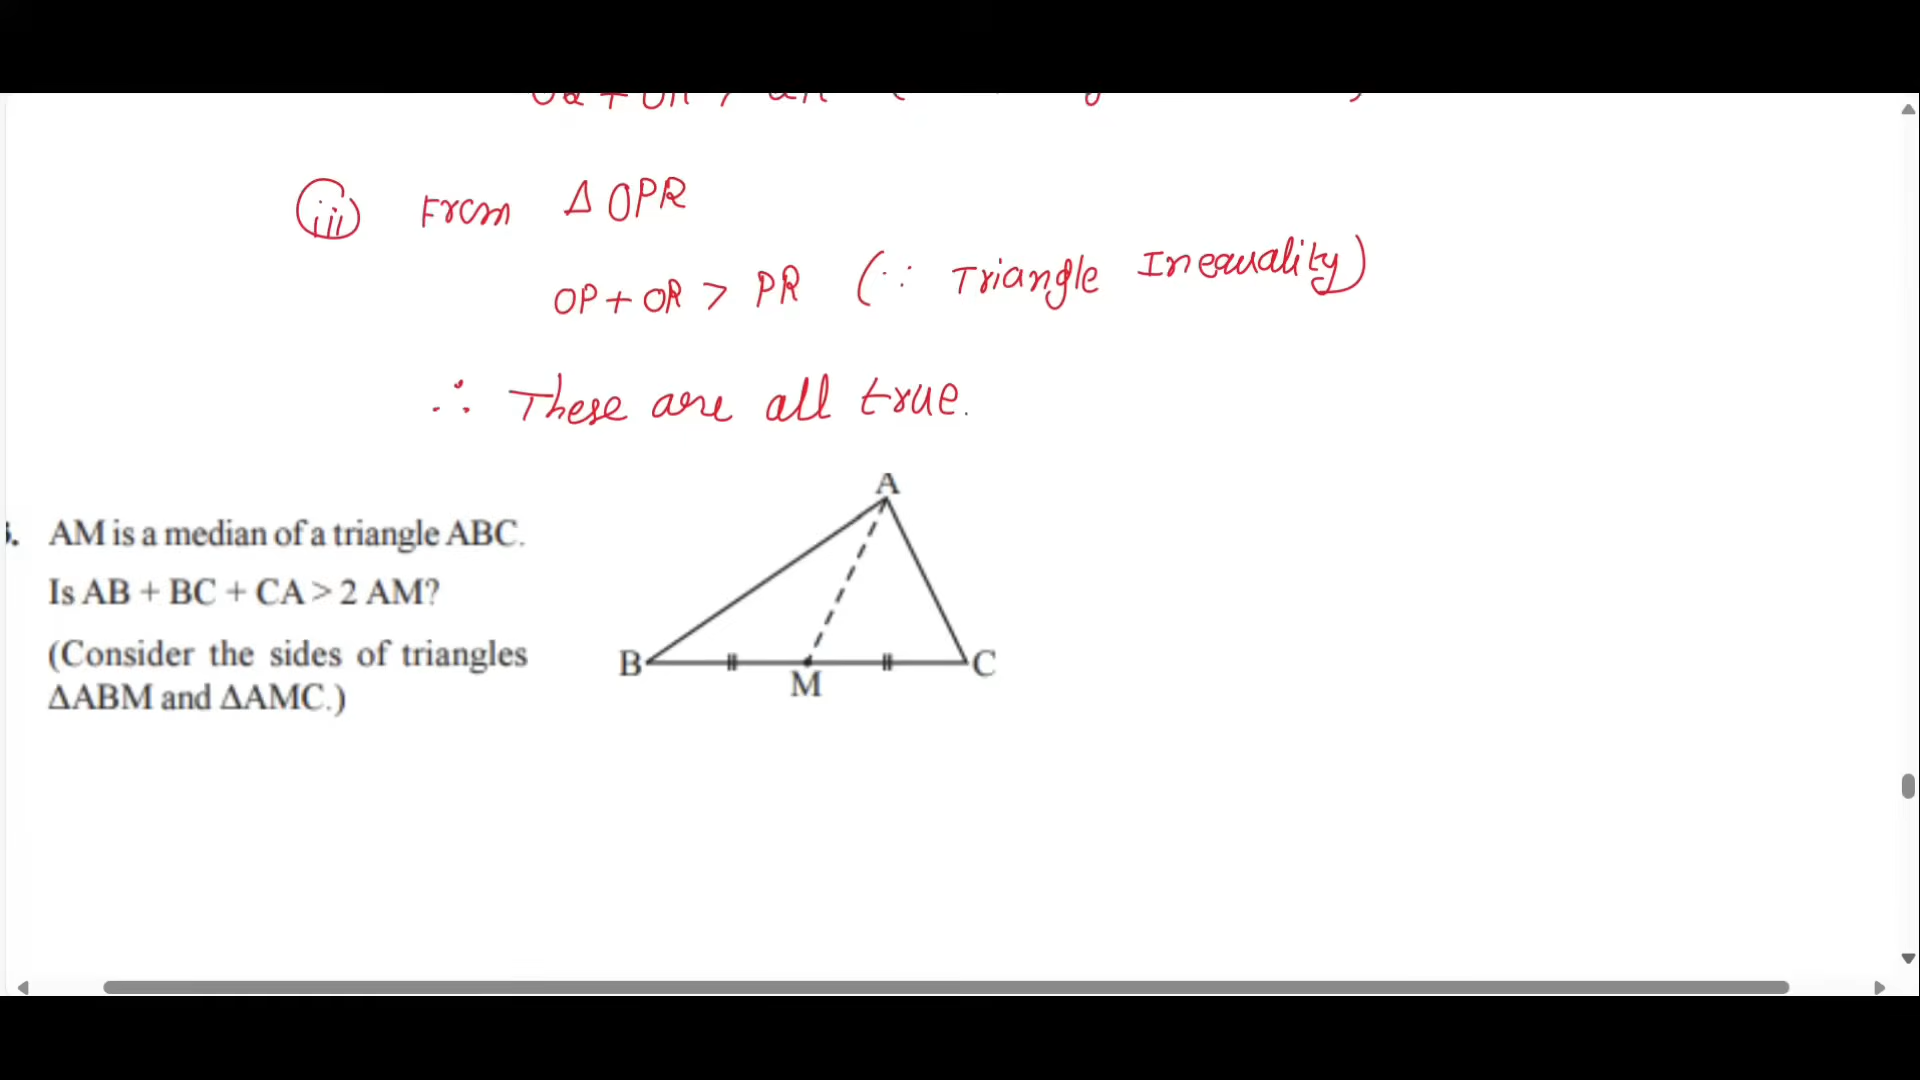 (iii) From Δ OPR
OP + OR > PR (∵ Triangle Inequality)
∴ These are all true.
A
AM is a median of a triangle ABC.
Is AB + BC + CA > 2 AM?
(Consider the sides of triangles
ΔABM and ΔAMC.)
B
M
C